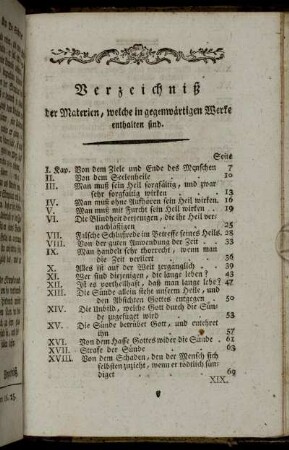 Verzeichniß
der Materien, welche in gegenwärtigen Werke
enthalten sind.
Seite
I. Kap. Von dem Ziele und Ende des Menschen 7
II. Von dem Seelenheile . . 10
III. Man muß sein Heil sorgfältig, und zwar
sehr sorgfältig wirken . . 13
IV. Man muß ohne Aufhören sein Heil wirken. 16
V. Man muß mit Furcht sein Heil wirken. 19
VI. Die Blindheit derjenigen, die ihr Heil ver-
nachläßigen . . 25
VII. Falsche Schlußrede im Betreffe seines Heils. 28
VIII. Von der guten Anwendung der Zeit . 33
IX. Man handelt sehr thorrecht, wenn man
die Zeit verliert . . 36
X. Alles ist auf der Welt vergänglich . 39
XI. Wer sind diejenigen, die lange leben? 43
XII. Ist es vortheilhaft, daß man lange lebe? 47
XIII. Die Sünde allein steht unserem Heile, und
den Absichten Gottes entgegen . 50
XIV. Die Unbild, welche Gott durch die Sün-
de zugefüget wird . . 53
XV. Die Sünde betrübet Gott, und entehret
ihn . . 57
XVI. Von dem Hasse Gottes wider die Sünde . 61
XVII. Strafe der Sünde . . 63
XVIII. Von dem Schaden, den der Mensch sich
selbsten zuzieht, wenn er tödtlich sün-
diget . . 69
XIX.